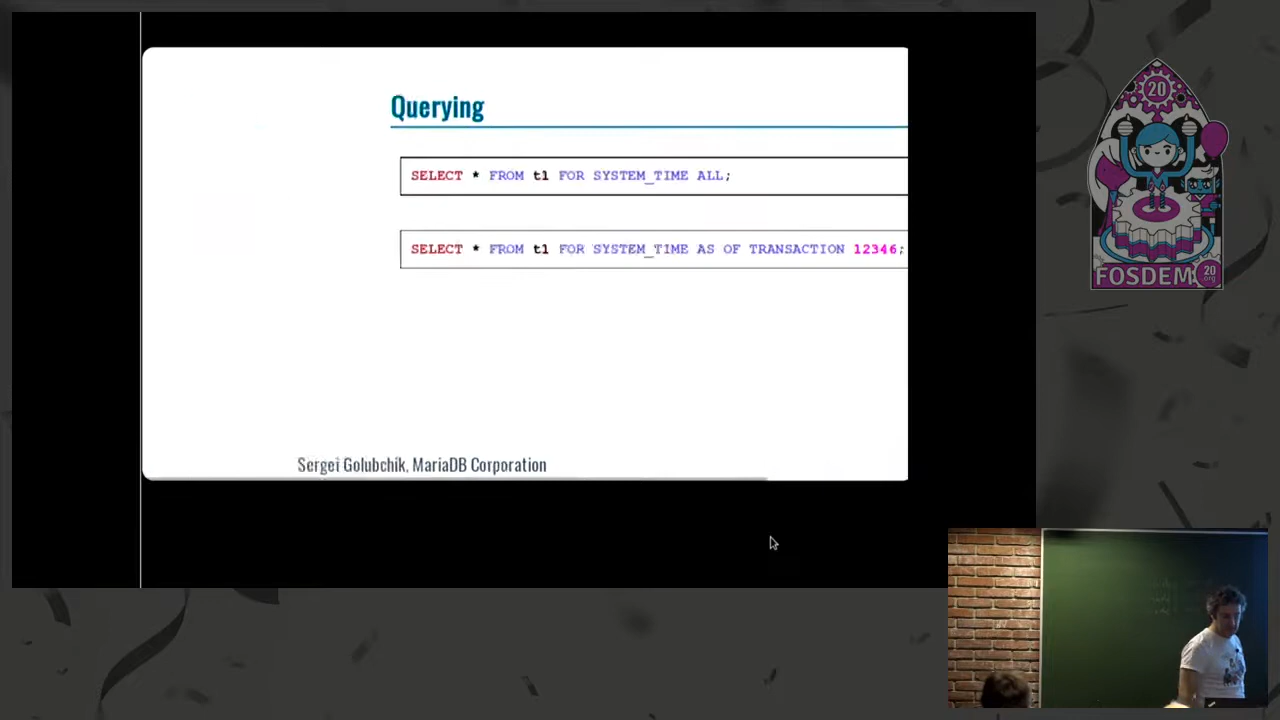 Querying
SELECT * FROM t1 FOR SYSTEM_TIME ALL;
SELECT * FROM t1 FOR SYSTEM_TIME AS OF TRANSACTION 12346;
Sergei Golubchik, MariaDB Corporation
20
FOSDEM
20
.org